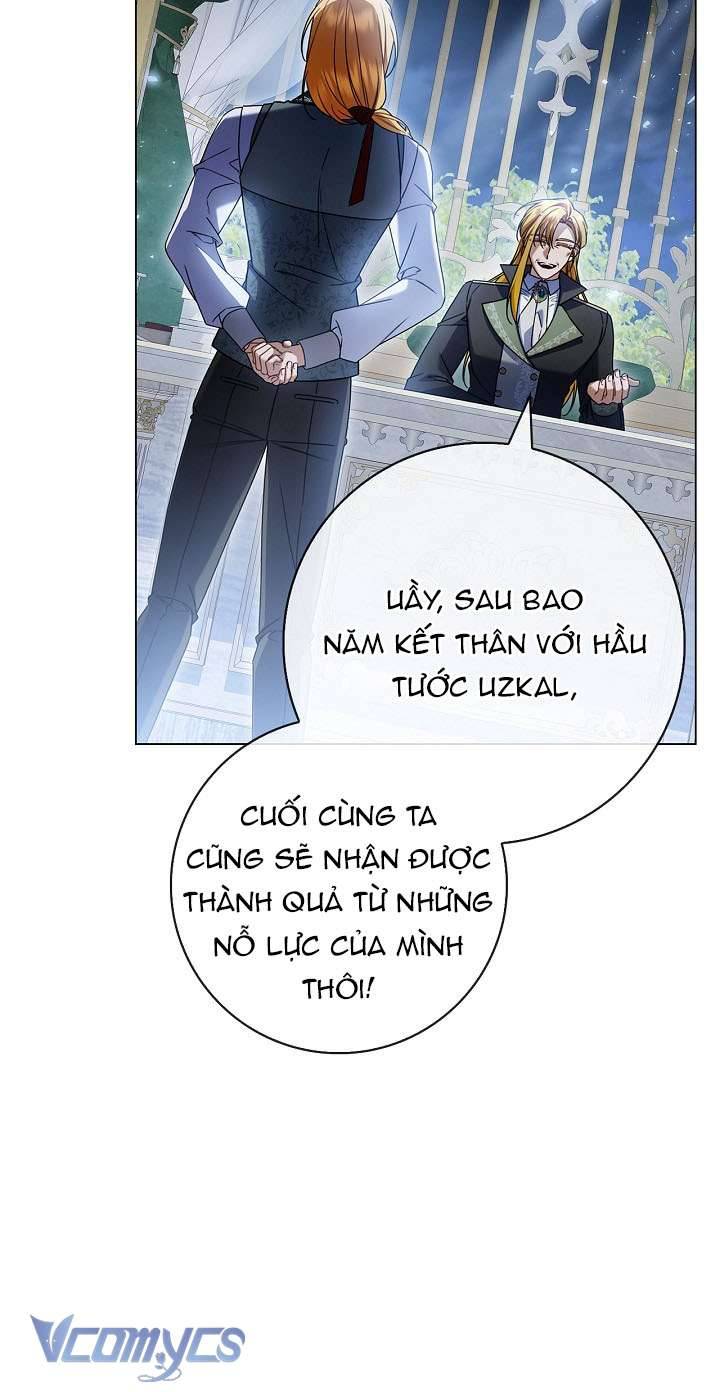 UẦY, SAU BAO
NĂM KẾT THÂN VỚI HẦU
TƯỚC UZKAL,
CUỐI CÙNG TA
CŨNG SẼ NHẬN ĐƯỢC
THÀNH QUẢ TỪ NHỮNG
NỖ LỰC CỦA MÌNH
THÔI!
VCOMYCS